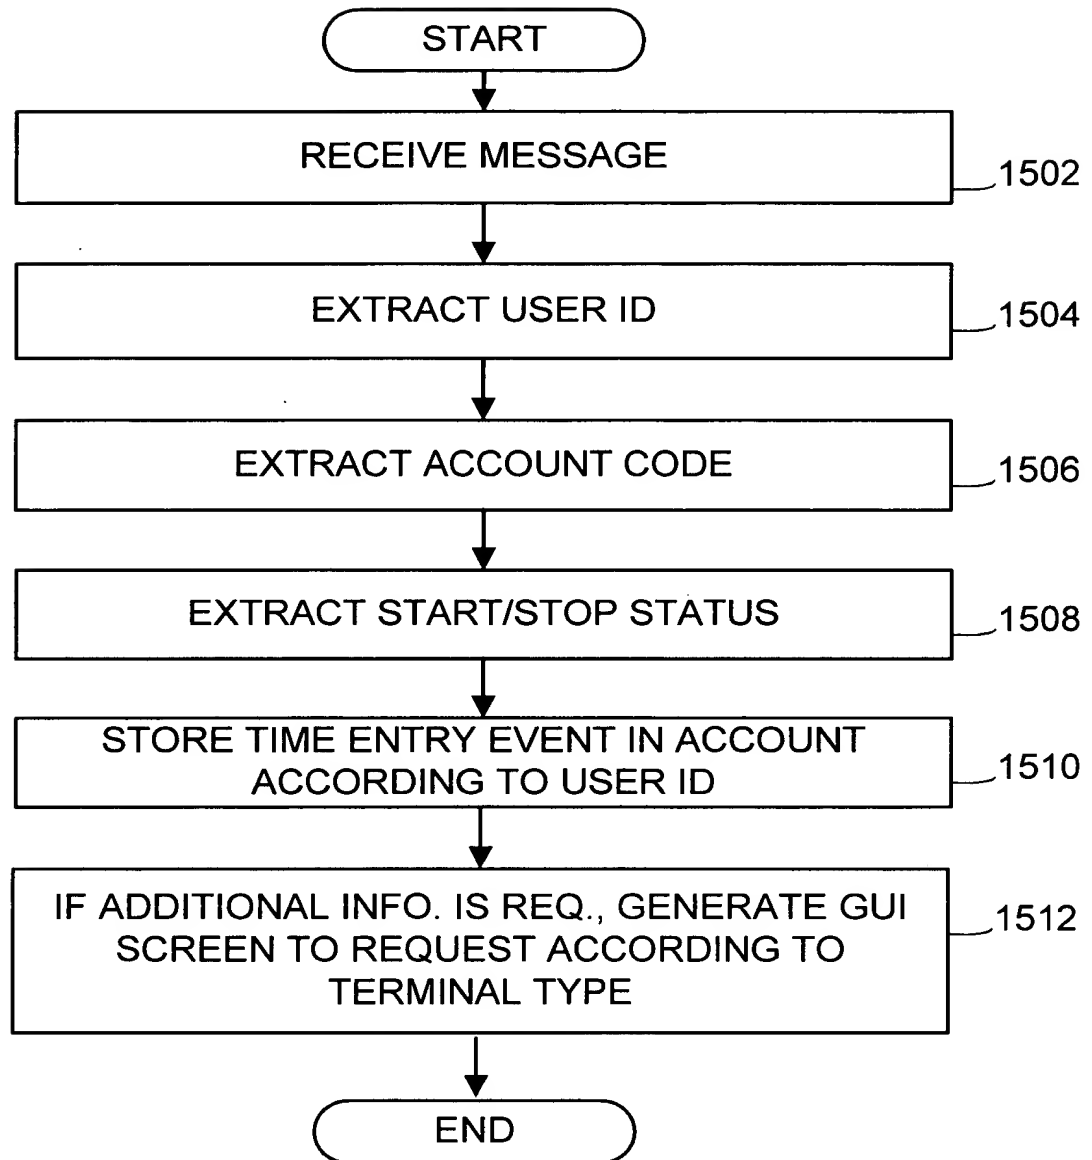 START
RECEIVE MESSAGE
1502
EXTRACT USER ID
1504
EXTRACT ACCOUNT CODE
1506
EXTRACT START/STOP STATUS
1508
STORE TIME ENTRY EVENT IN ACCOUNT
ACCORDING TO USER ID
1510
IF ADDITIONAL INFO. IS REQ., GENERATE GUI
SCREEN TO REQUEST ACCORDING TO
TERMINAL TYPE
1512
END